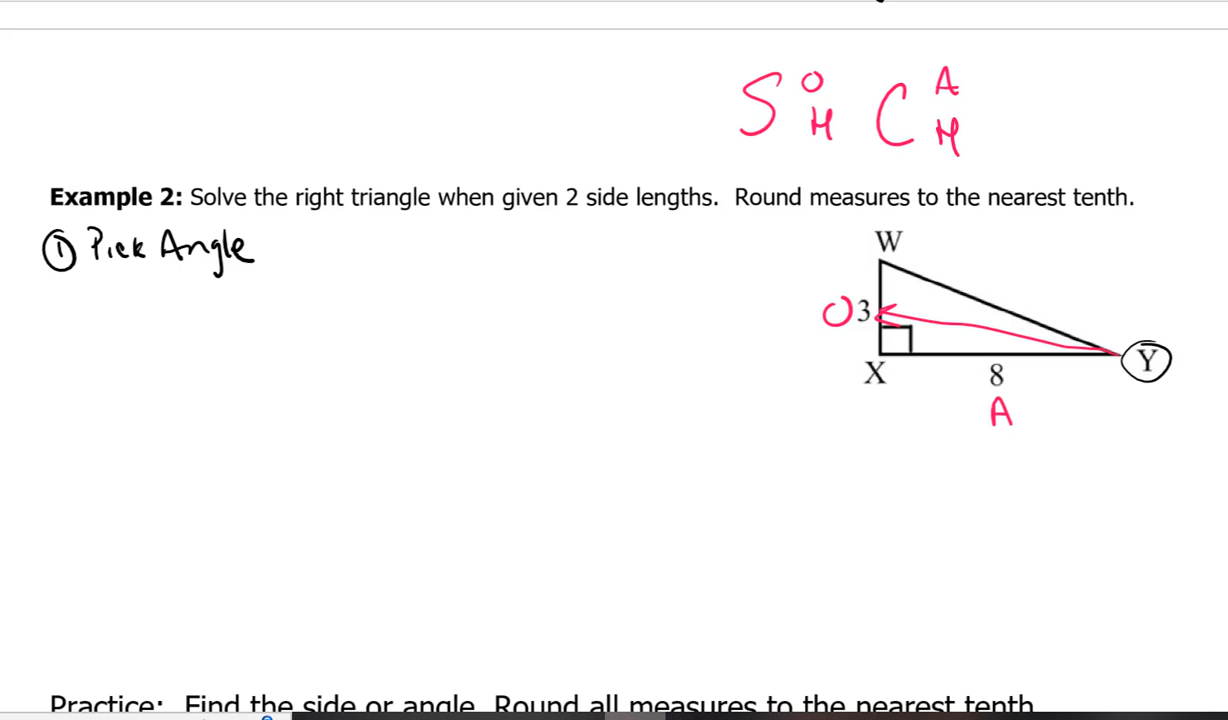 S O H C A H
Example 2: Solve the right triangle when given 2 side lengths. Round measures to the nearest tenth.
① Pick Angle
W
O 3
X
8
Y
A
Practice: Find the side or angle. Round all measures to the nearest tenth